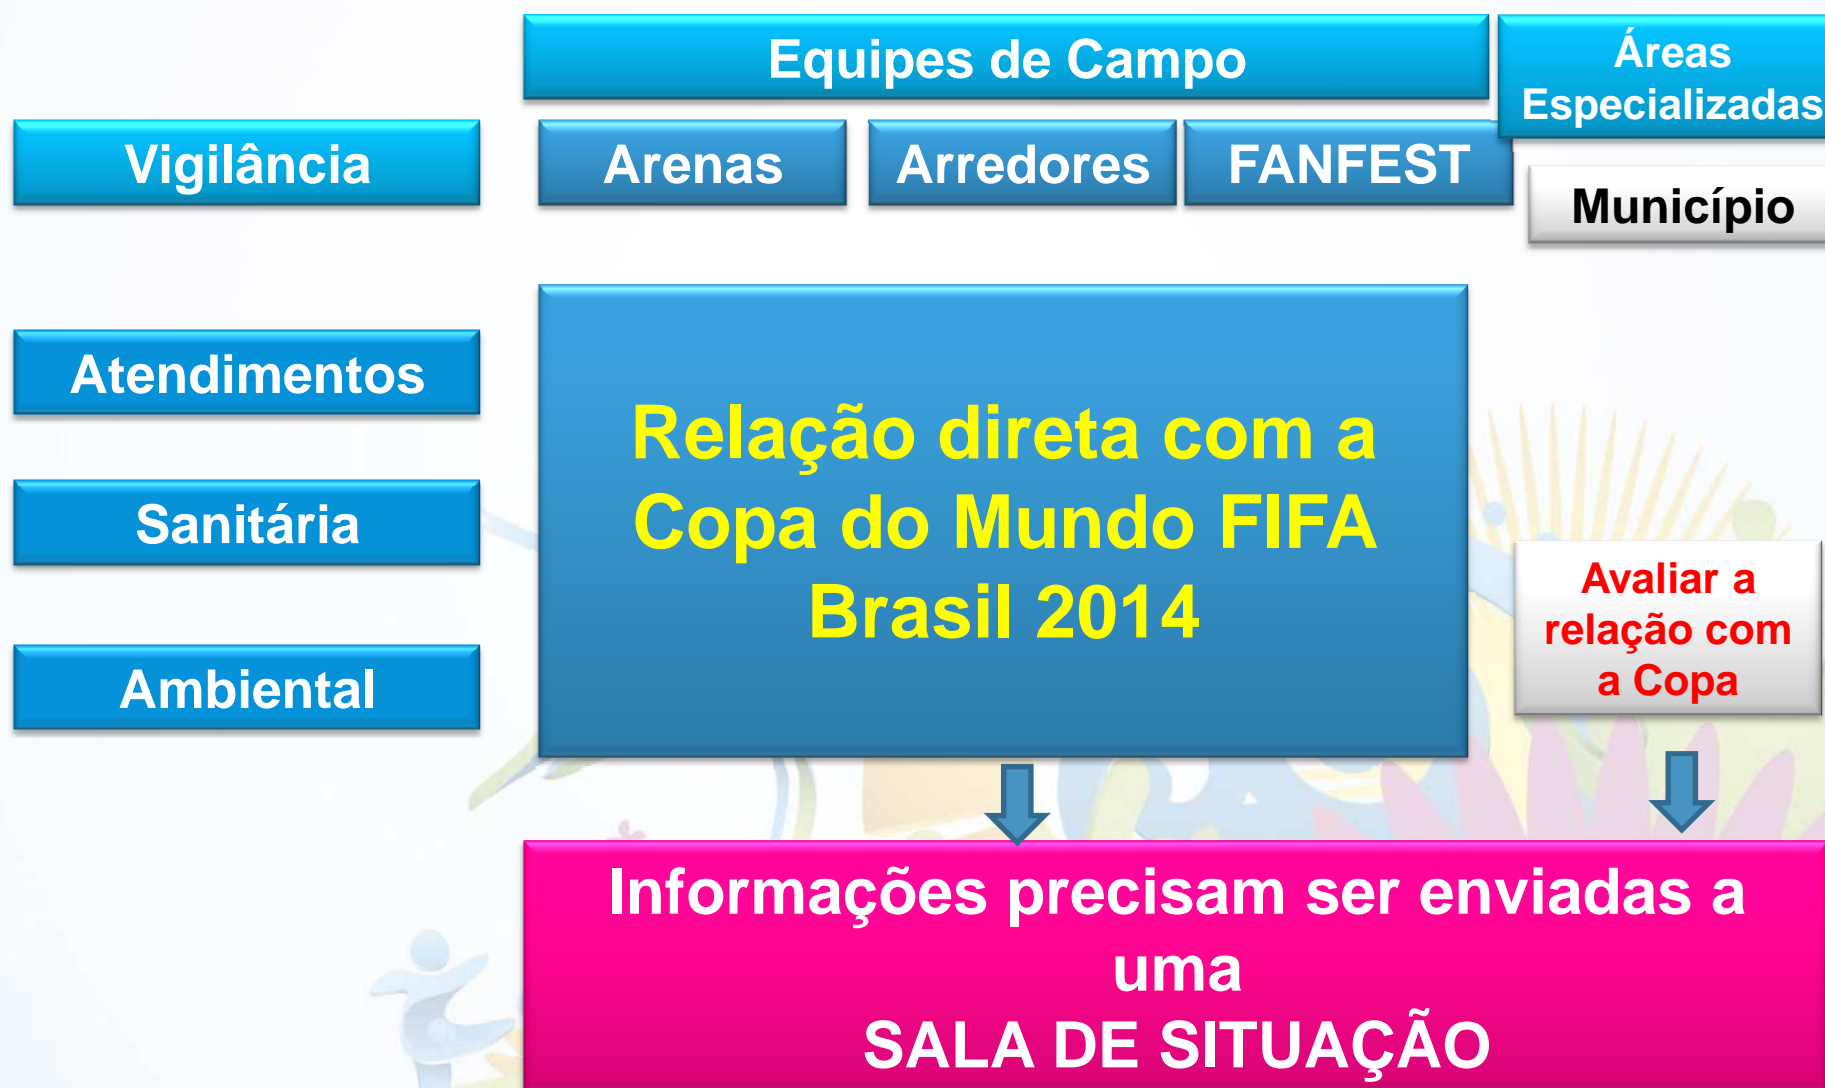 Equipes de Campo
Áreas
Especializadas
Vigilância
Arenas
Arredores
FANFEST
Município
Atendimentos
Sanitária
Ambiental
Relação direta com a
Copa do Mundo FIFA
Brasil 2014
Avaliar a
relação com
a Copa
Informações precisam ser enviadas a
uma
SALA DE SITUAÇÃO